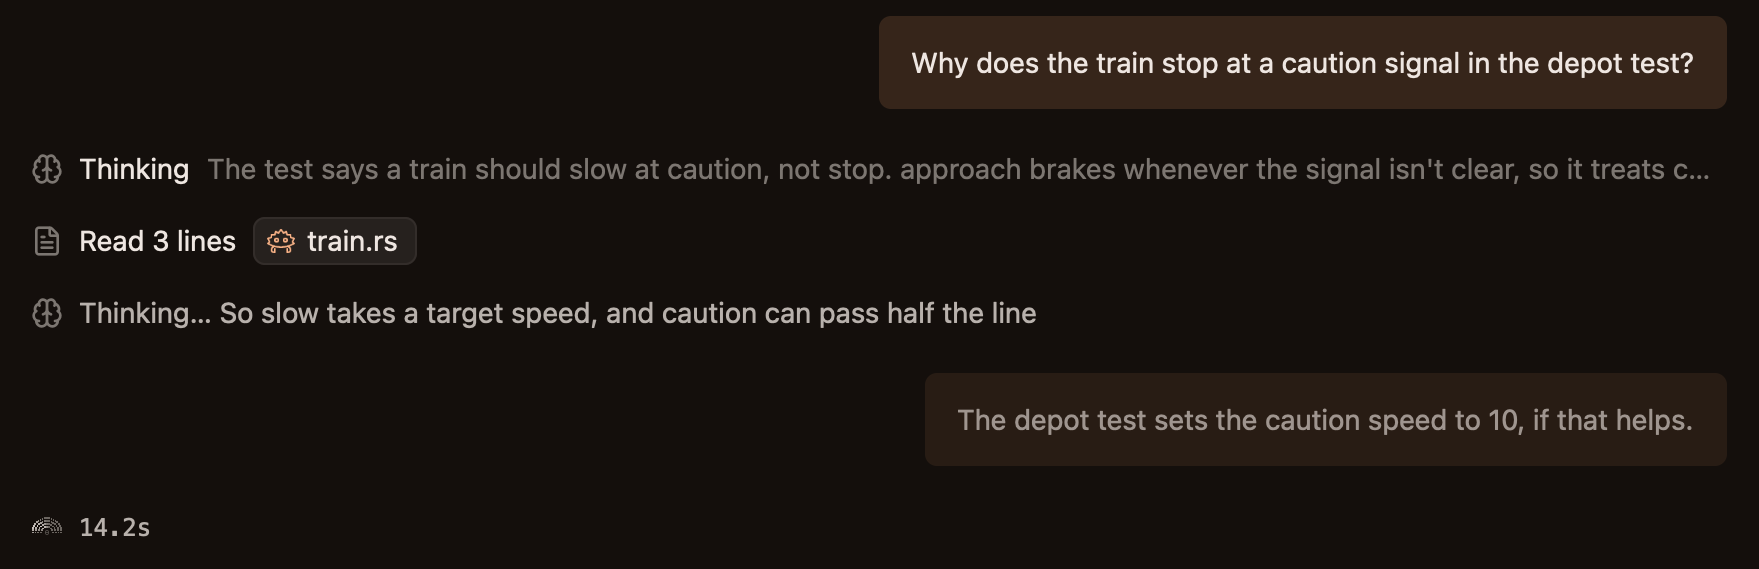 Why does the train stop at a caution signal in the depot test?
Thinking The test says a train should slow at caution, not stop. approach brakes whenever the signal isn't clear, so it treats c...
Read 3 lines train.rs
Thinking... So slow takes a target speed, and caution can pass half the line
The depot test sets the caution speed to 10, if that helps.
14.2s